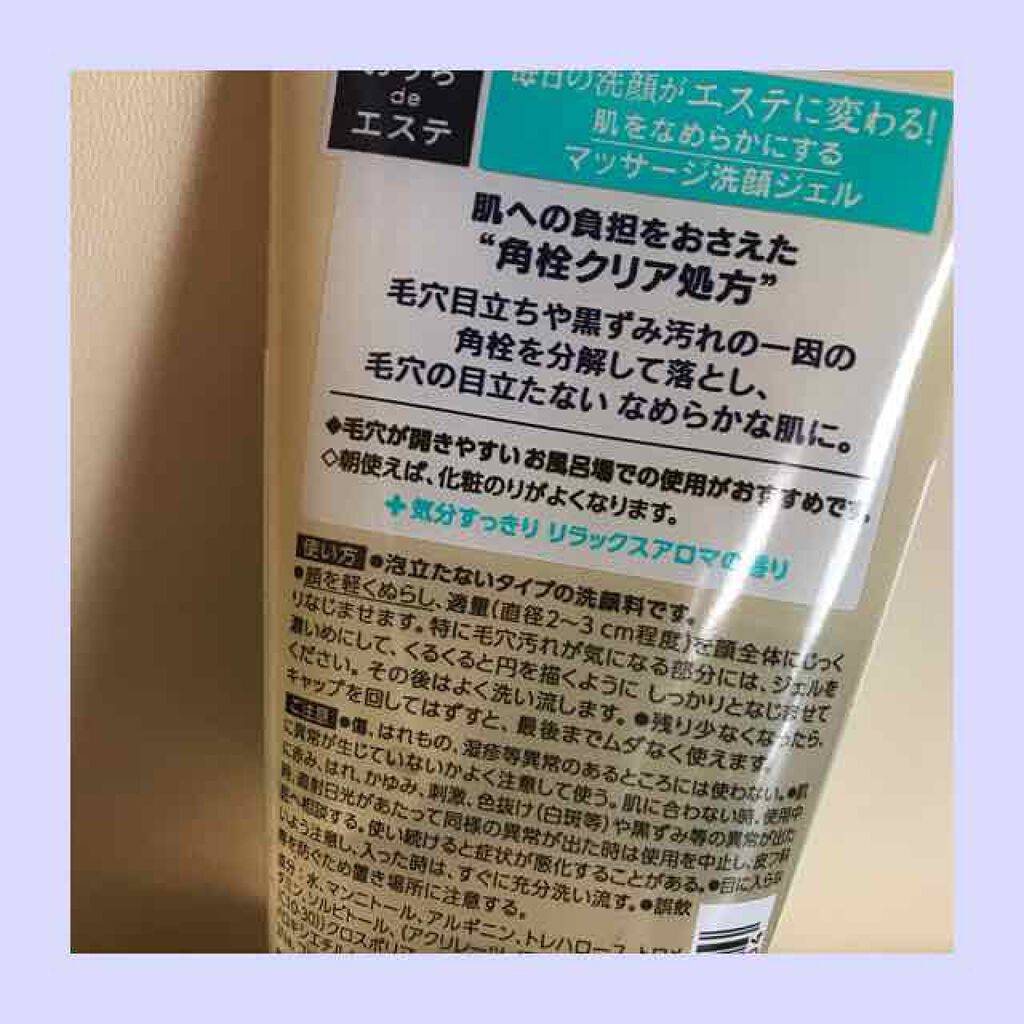 おうち
de
エステ
毎日の洗顔がエステに変わる!
肌をなめらかにする
マッサージ洗顔ジェル
肌への負担をおさえた
“角栓クリア処方”
毛穴目立ちや黒ずみ汚れの一因の
角栓を分解して落とし、
毛穴の目立たない なめらかな肌に。
◆毛穴が開きやすいお風呂場での使用がおすすめです。
◇朝使えば、化粧のりがよくなります。
✚気分すっきり リラックスアロマの香り
使い方 ●泡立たないタイプの洗顔料です。
●顔を軽くぬらし、適量(直径2〜3 cm程度)を顔全体にじっく
りなじませます。特に毛穴汚れが気になる部分には、ジェルを
濃いめにして、くるくると円を描くように しっかりとなじませて
ください。その後はよく洗い流します。●残り少なくなったら、
キャップを回してはずすと、最後までムダなく使えます。
ご注意 ●傷、はれもの、湿疹等異常のあるところには使わない。●肌
に異常が生じていないかよく注意して使う。肌に合わない時、使用中
に赤み、はれ、かゆみ、刺激、色抜け(白斑等)や黒ずみ等の異常が出た
時、直射日光があたって同様の異常が出た時は使用を中止し、皮フ科
医へ相談する。使い続けると症状が悪化することがある。●目に入らな
いよう注意し、入った時は、すぐに充分洗い流す。●誤飲
等を防ぐため置き場所に注意する。
成分:水、マンニトール、アルギニン、トレハロース、
ソルビトール、(アクリレーツ
(C10-30))クロスポリマー